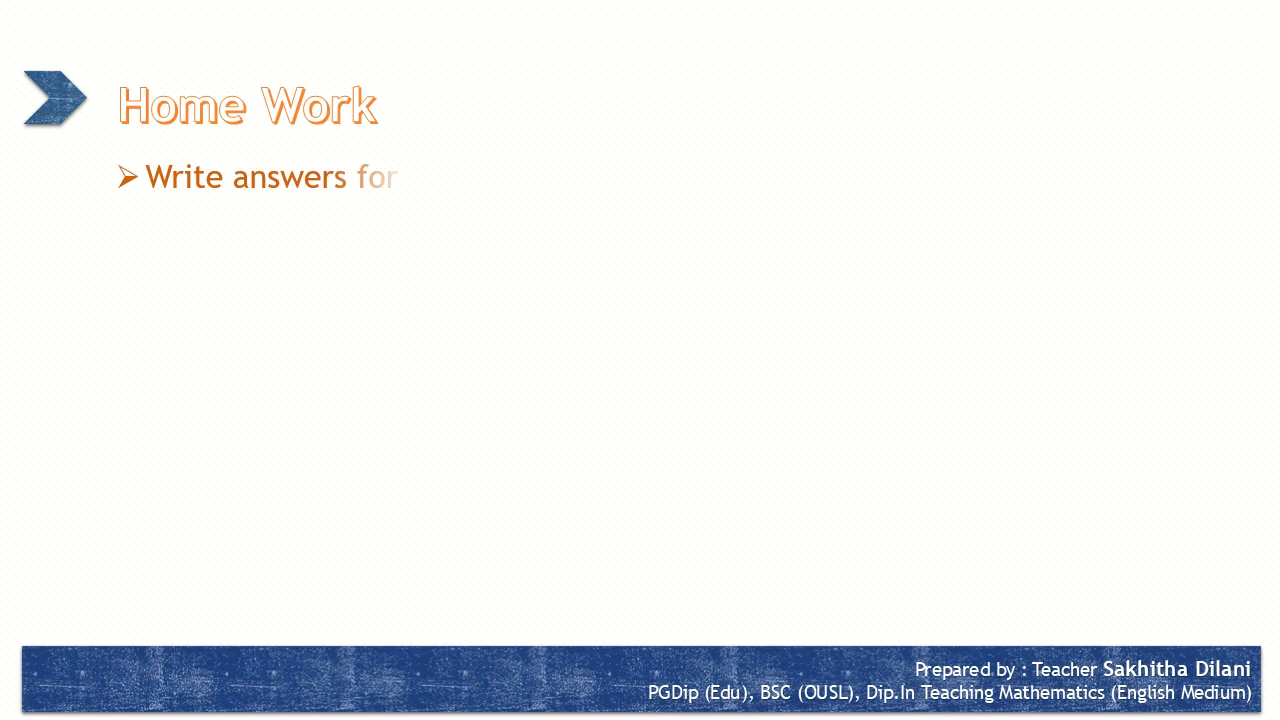 Home Work
➢ Write answers for
Prepared by : Teacher Sakhitha Dilani
PGDip (Edu), BSC (OUSL), Dip.In Teaching Mathematics (English Medium)